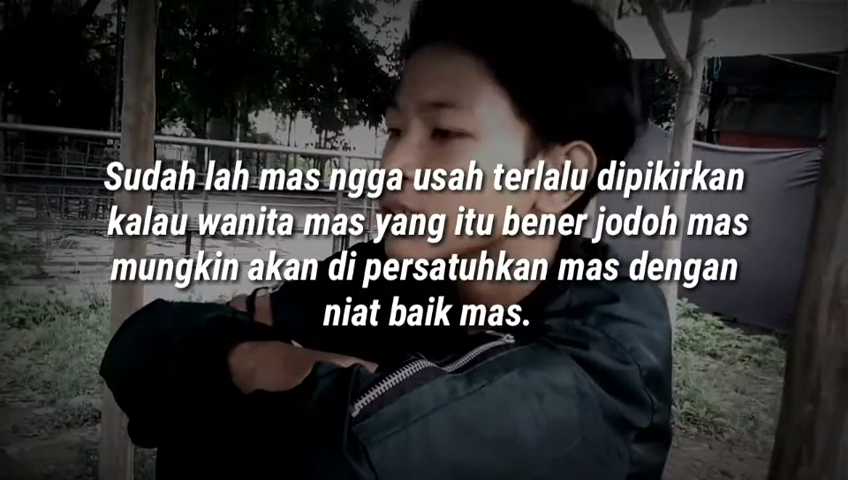 Sudah lah mas ngga usah terlalu dipikirkan
kalau wanita mas yang itu bener jodoh mas
mungkin akan di persatuhkan mas dengan
niat baik mas.